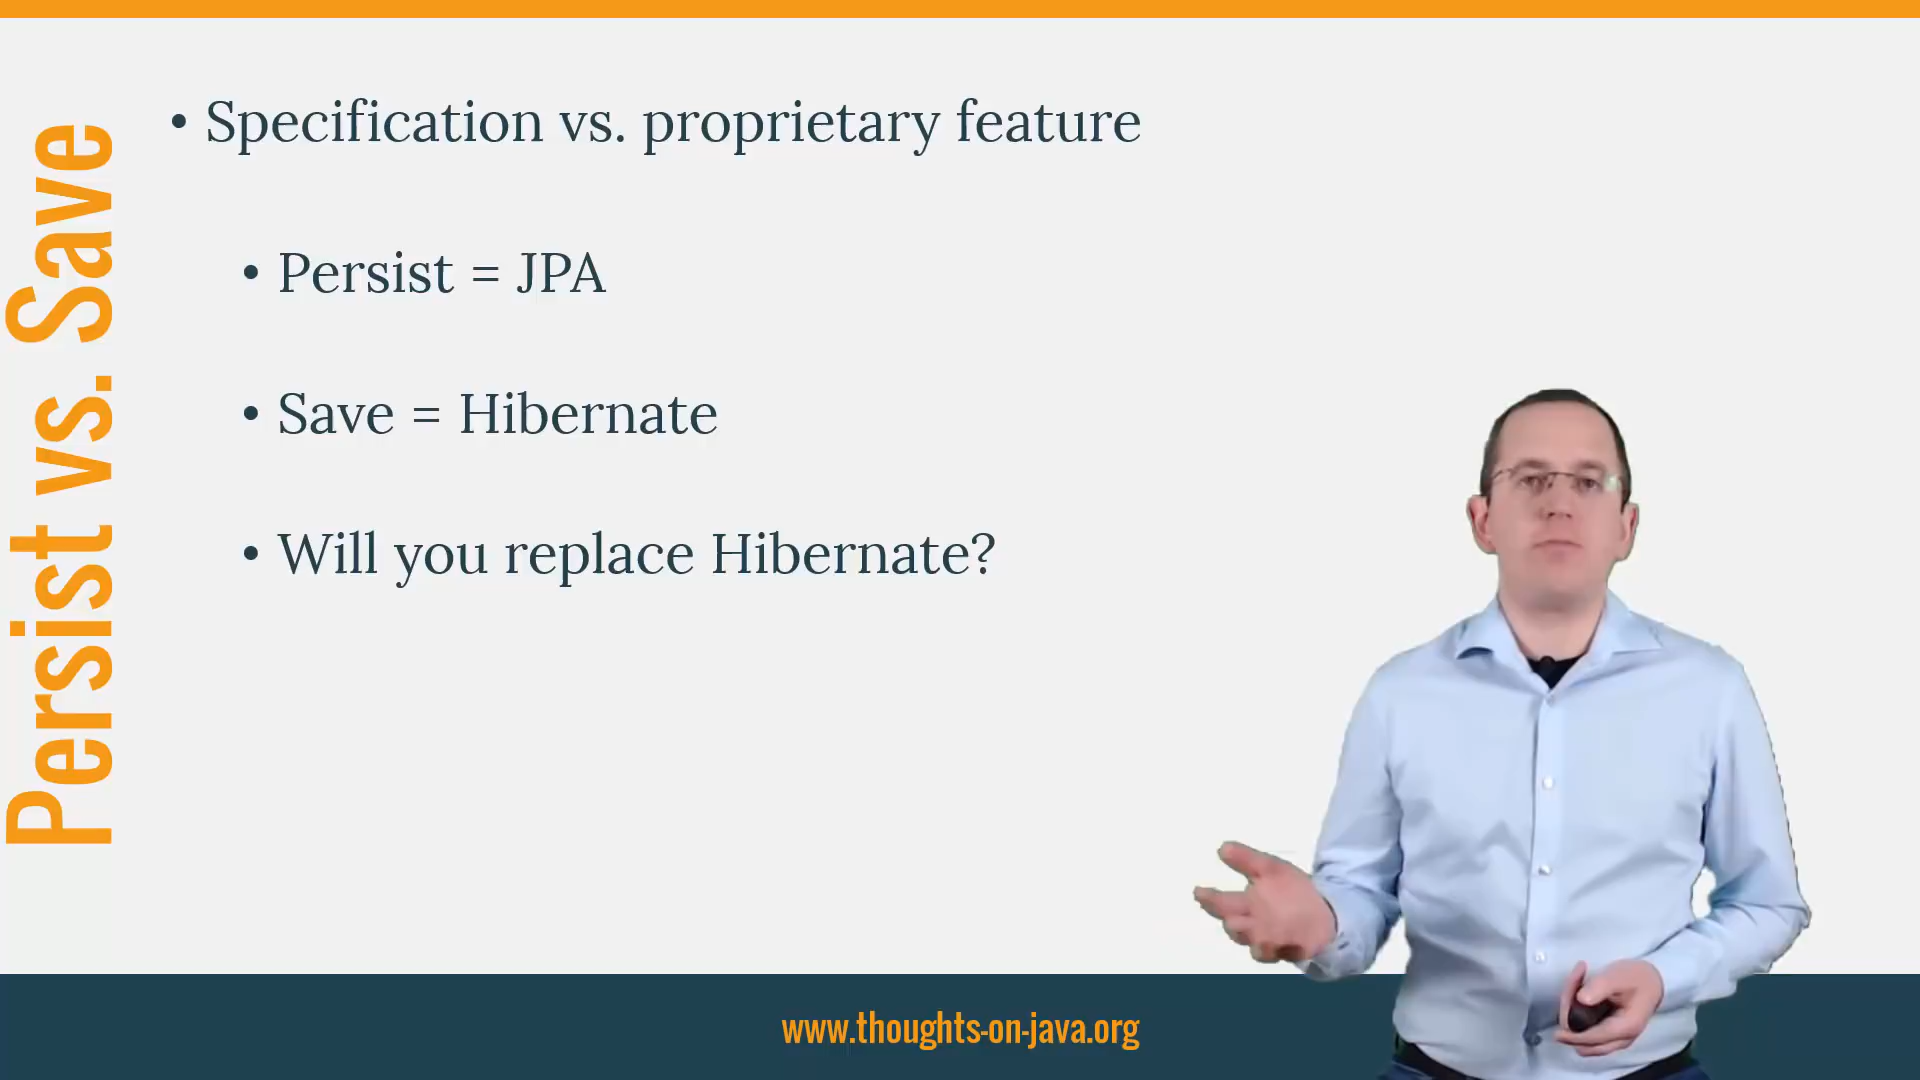 Persist vs. Save
• Specification vs. proprietary feature
• Persist = JPA
• Save = Hibernate
• Will you replace Hibernate?
www.thoughts-on-java.org